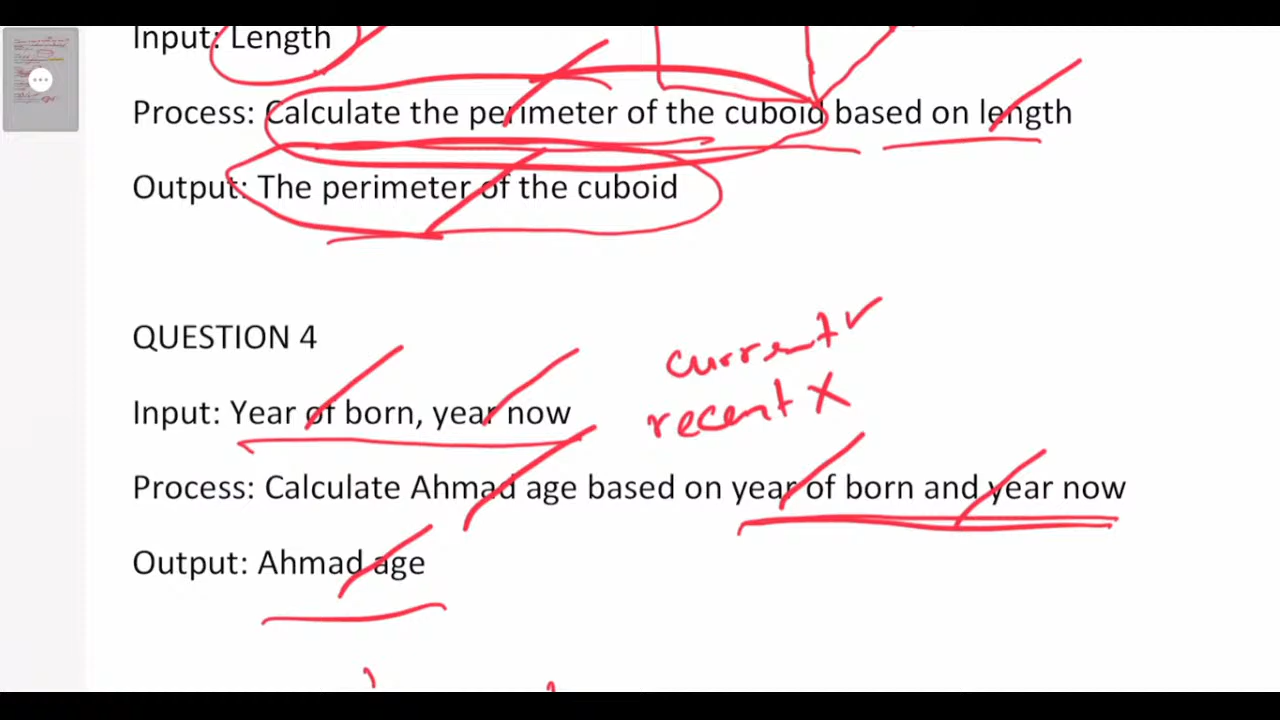 Input: Length
Process: Calculate the perimeter of the cuboid based on length
Output: The perimeter of the cuboid
QUESTION 4
current
recent X
Input: Year of born, year now
Process: Calculate Ahmad age based on year of born and year now
Output: Ahmad age